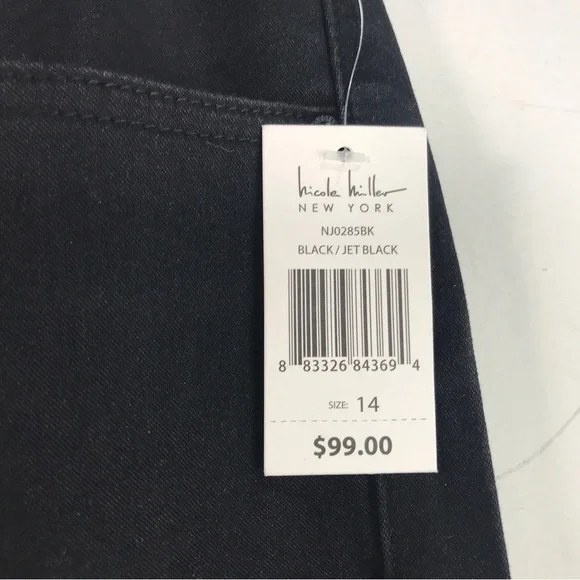 nicole miller
NEW YORK
NJ0285BK
BLACK / JET BLACK
8 83326 84369 4
SIZE: 14
$99.00